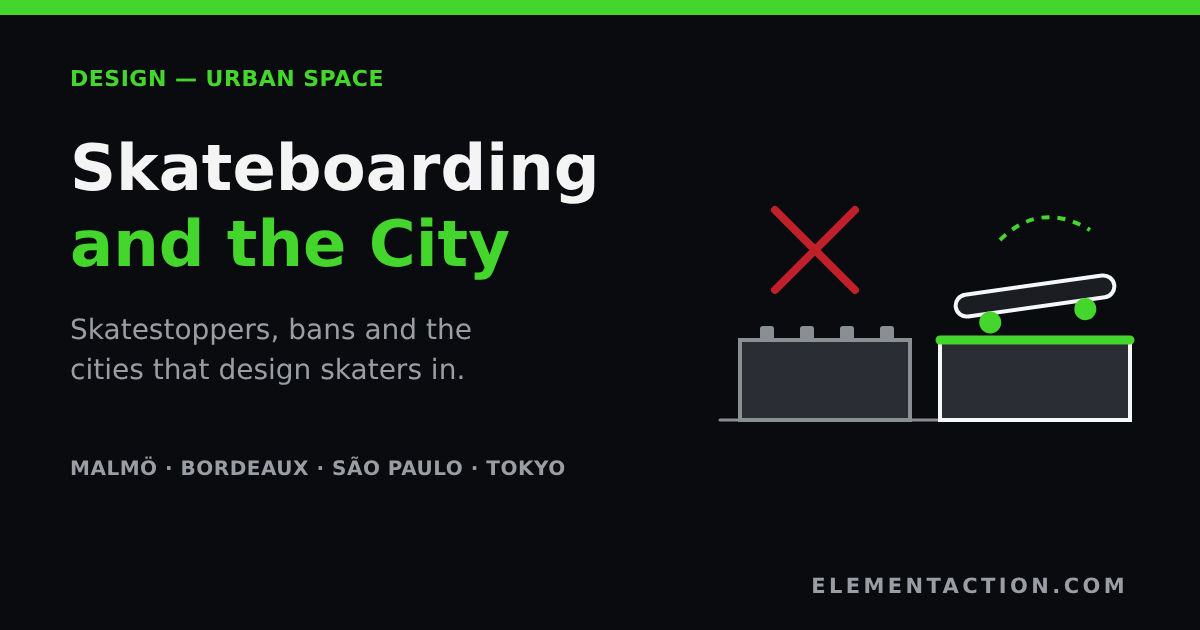 DESIGN — URBAN SPACE
Skateboarding
and the City
Skatestoppers, bans and the
cities that design skaters in.
MALMÖ · BORDEAUX · SÃO PAULO · TOKYO
ELEMENTACTION.COM